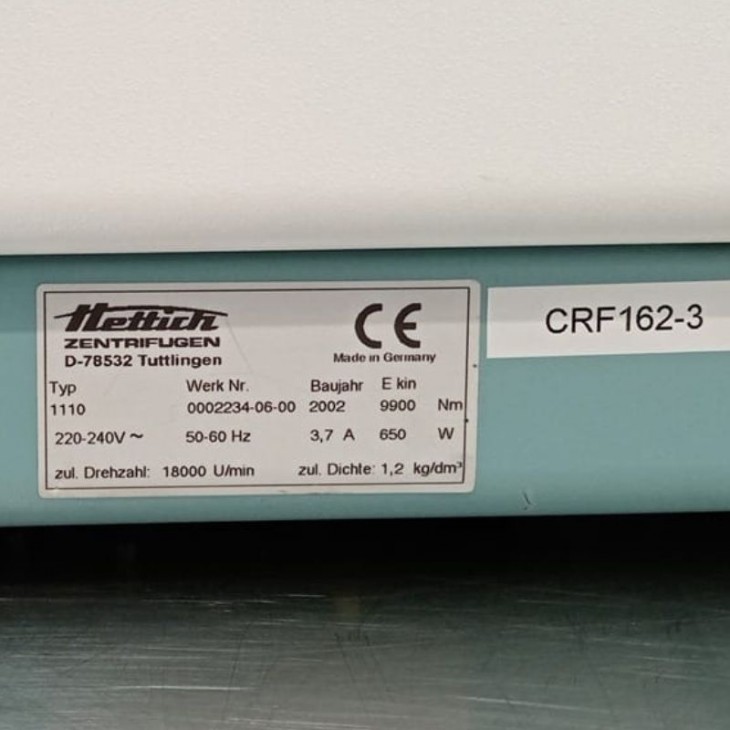 Hettich
ZENTRIFUGEN
D-78532 Tuttlingen
CE
Made in Germany
Typ Werk Nr. Baujahr E kin
1110 0002234-06-00 2002 9900 Nm
220-240V ~ 50-60 Hz 3,7 A 650 W
zul. Drehzahl: 18000 U/min zul. Dichte: 1,2 kg/dm³
CRF162-3